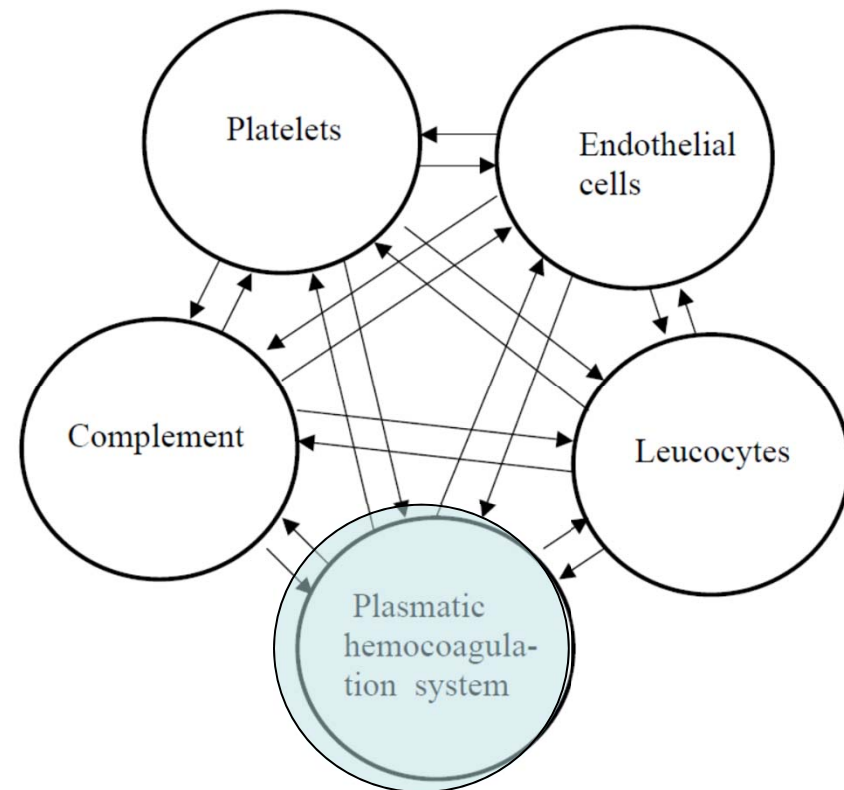 Platelets
Endothelial
cells
Complement
Leucocytes
Plasmatic
hemocoagula-
tion system